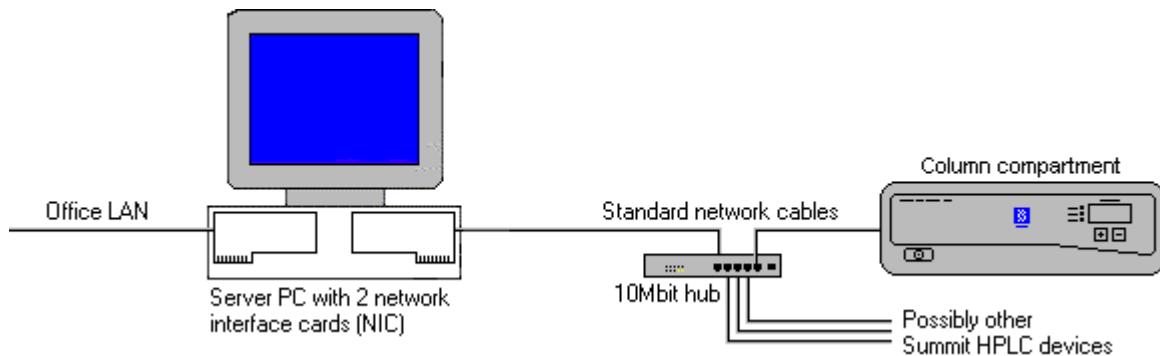 Column compartment
Office LAN
Standard network cables
10Mbit hub
Server PC with 2 network
interface cards (NIC)
Possibly other
Summit HPLC devices